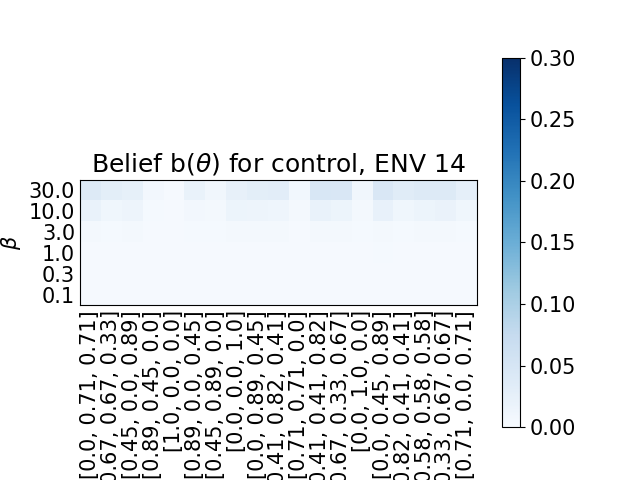 Belief b(θ) for control, ENV 14
β
30.0
10.0
3.0
1.0
0.3
0.1
[0.0, 0.71, 0.71]
0.67, 0.67, 0.33]
[0.45, 0.0, 0.89]
[0.89, 0.45, 0.0]
[1.0, 0.0, 0.0]
[0.89, 0.0, 0.45]
[0.45, 0.89, 0.0]
[0.0, 0.0, 1.0]
[0.0, 0.89, 0.45]
0.41, 0.82, 0.41]
[0.71, 0.71, 0.0]
0.41, 0.41, 0.82]
0.67, 0.33, 0.67]
[0.0, 1.0, 0.0]
[0.0, 0.45, 0.89]
0.82, 0.41, 0.41]
0.58, 0.58, 0.58]
0.33, 0.67, 0.67]
[0.71, 0.0, 0.71]
0.30
0.25
0.20
0.15
0.10
0.05
0.00